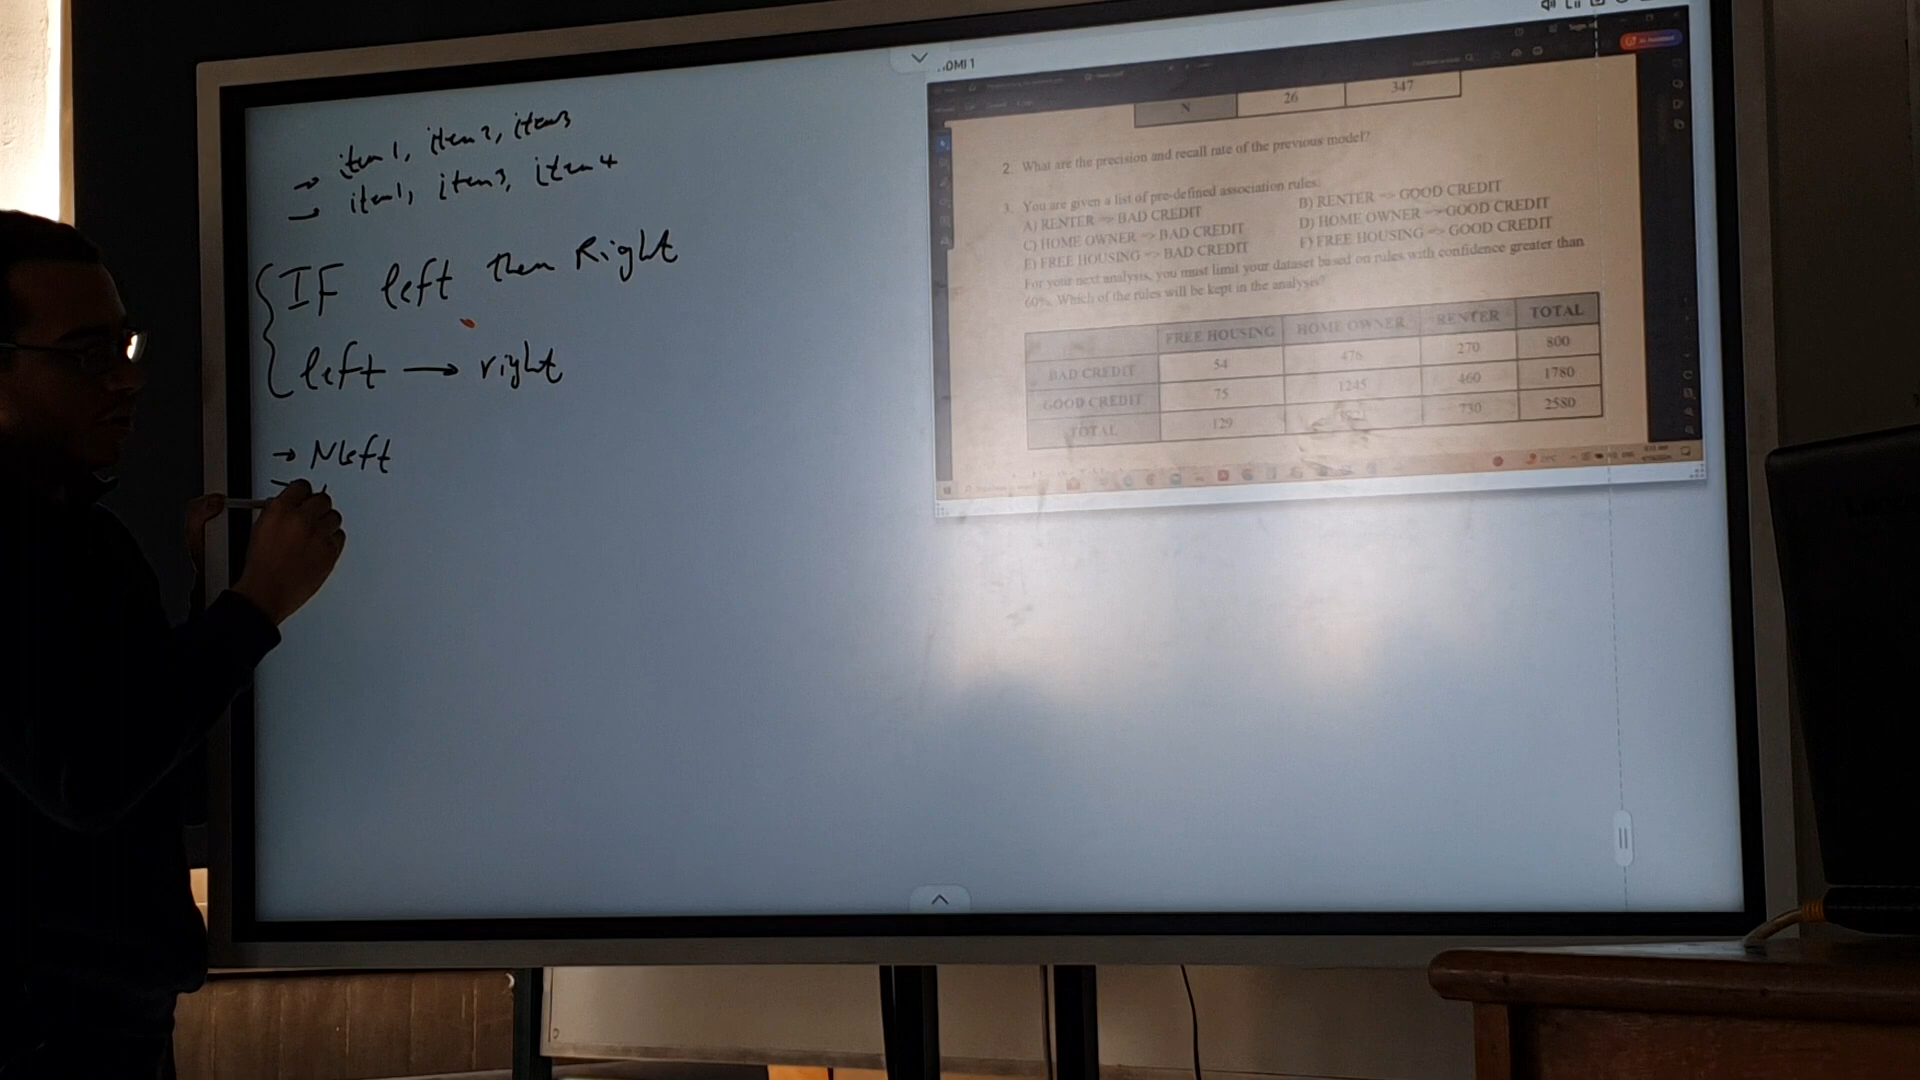 item1, item2, item3
item1, item3, item4
IF left then Right
left → right
→ Nleft
HDMI 1
N 26 347
2. What are the precision and recall rate of the previous model?
3. You are given a list of pre-defined association rules.
A) RENTER => BAD CREDIT B) RENTER => GOOD CREDIT
C) HOME OWNER => BAD CREDIT D) HOME OWNER => GOOD CREDIT
E) FREE HOUSING => BAD CREDIT F) FREE HOUSING => GOOD CREDIT
For your next analysis, you must limit your dataset based on rules with confidence greater than
60%. Which of the rules will be kept in the analysis?
FREE HOUSING HOME OWNER RENTER TOTAL
BAD CREDIT 54 476 270 800
GOOD CREDIT 75 1245 460 1780
TOTAL 129 730 2580